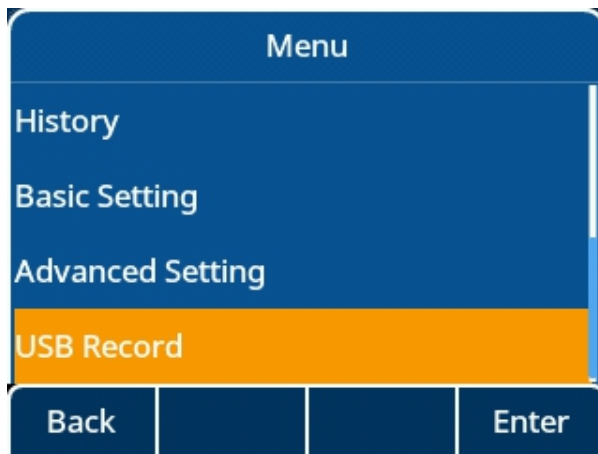 Menu
History
Basic Setting
Advanced Setting
USB Record
Back Enter